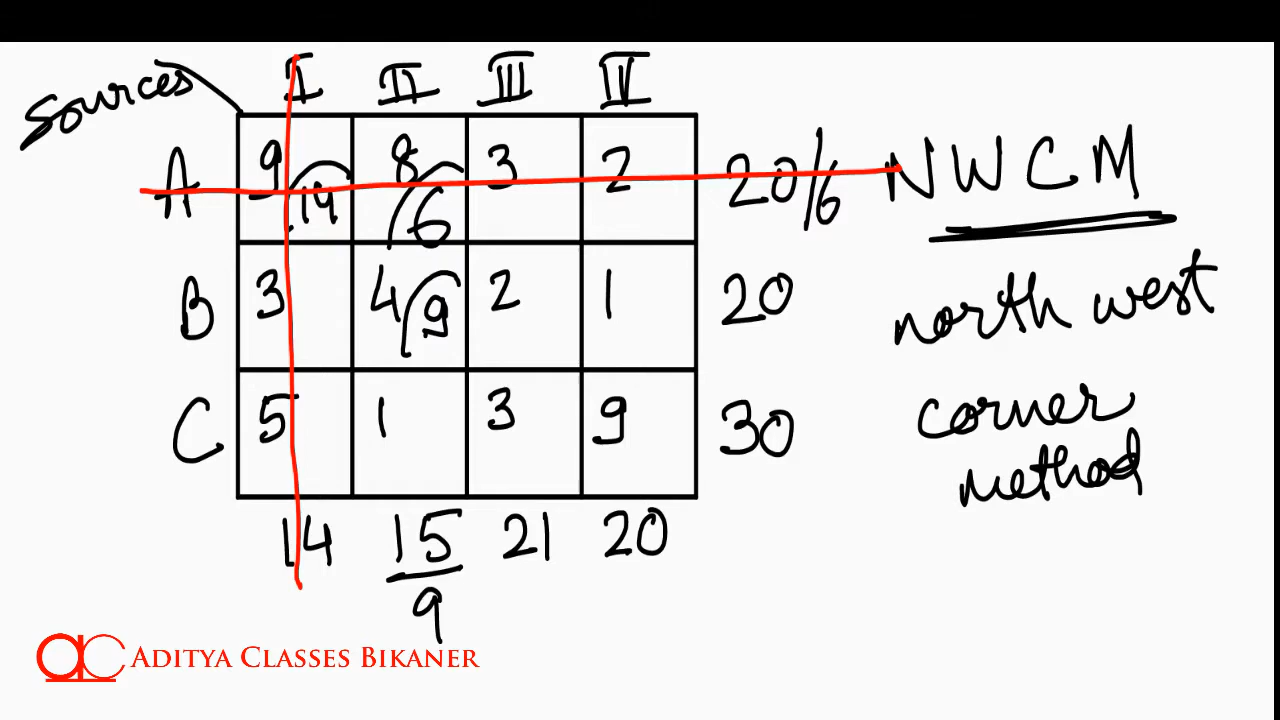 Sources I II III IV
A 9 14 8 6 3 2 20/6 NWCM
B 3 4 9 2 1 20 north west
C 5 1 3 9 30 corner
method
14 15 21 20
9
ac ADITYA CLASSES BIKANER